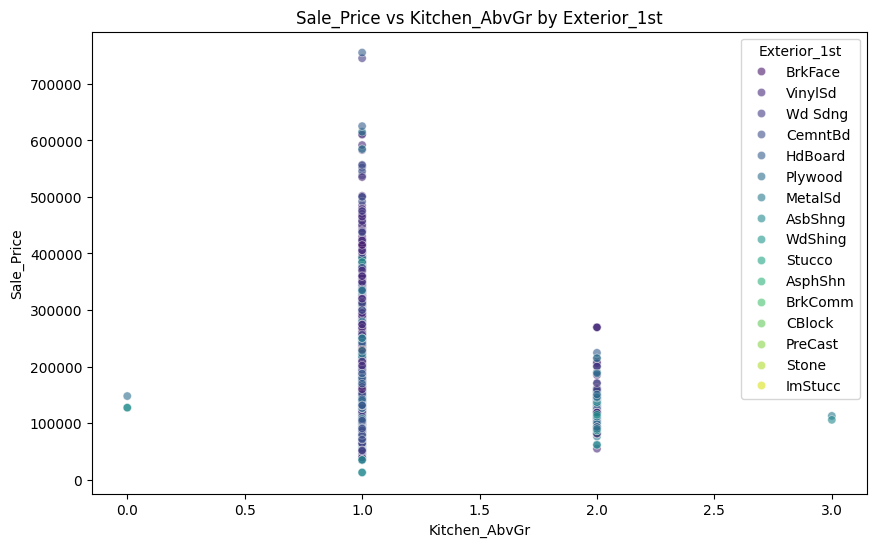 Sale_Price vs Kitchen_AbvGr by Exterior_1st
Sale_Price
700000
600000
500000
400000
300000
200000
100000
0
0.0
0.5
1.0
1.5
2.0
2.5
3.0
Kitchen_AbvGr
Exterior_1st
BrkFace
VinylSd
Wd Sdng
CemntBd
HdBoard
Plywood
MetalSd
AsbShng
WdShing
Stucco
AsphShn
BrkComm
CBlock
PreCast
Stone
ImStucc